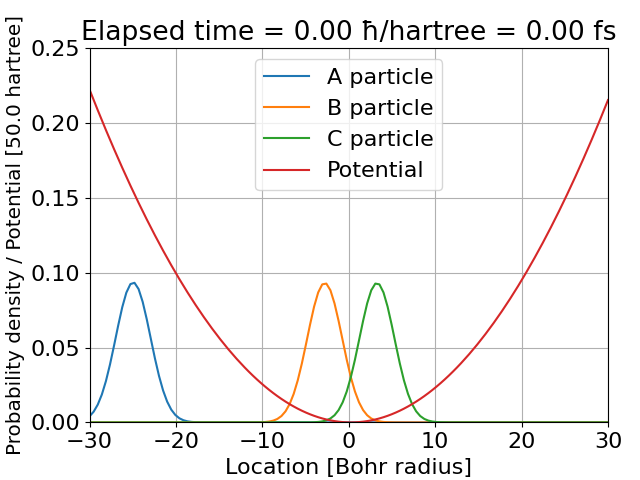 Elapsed time = 0.00 ħ/hartree = 0.00 fs
Probability density / Potential [50.0 hartree]
0.25
0.20
0.15
0.10
0.05
0.00
A particle
B particle
C particle
Potential
−30 −20 −10 0 10 20 30
Location [Bohr radius]